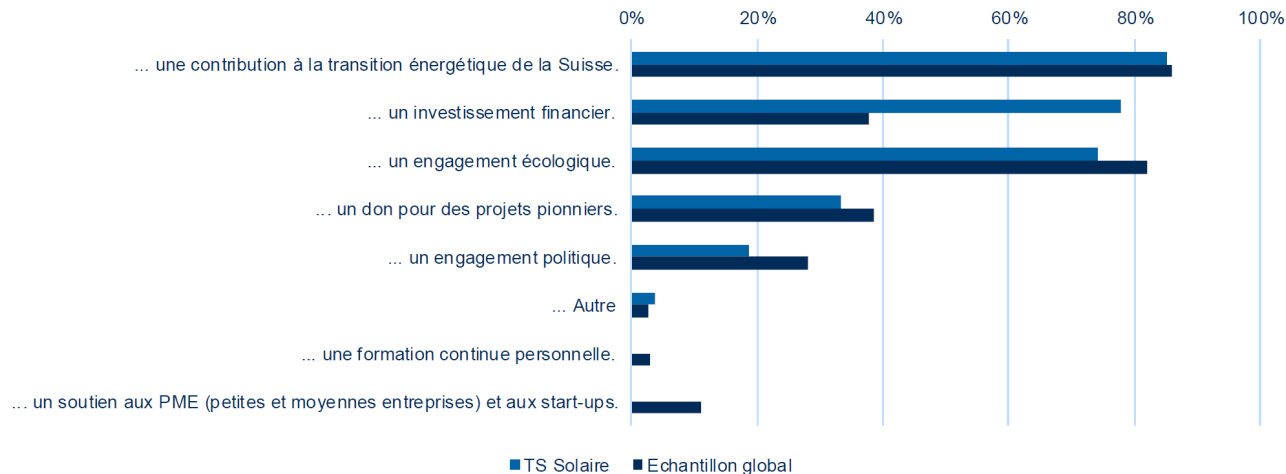 0% 20% 40% 60% 80% 100%
... une contribution à la transition énergétique de la Suisse.
... un investissement financier.
... un engagement écologique.
... un don pour des projets pionniers.
... un engagement politique.
... Autre
... une formation continue personnelle.
... un soutien aux PME (petites et moyennes entreprises) et aux start-ups.
TS Solaire Echantillon global